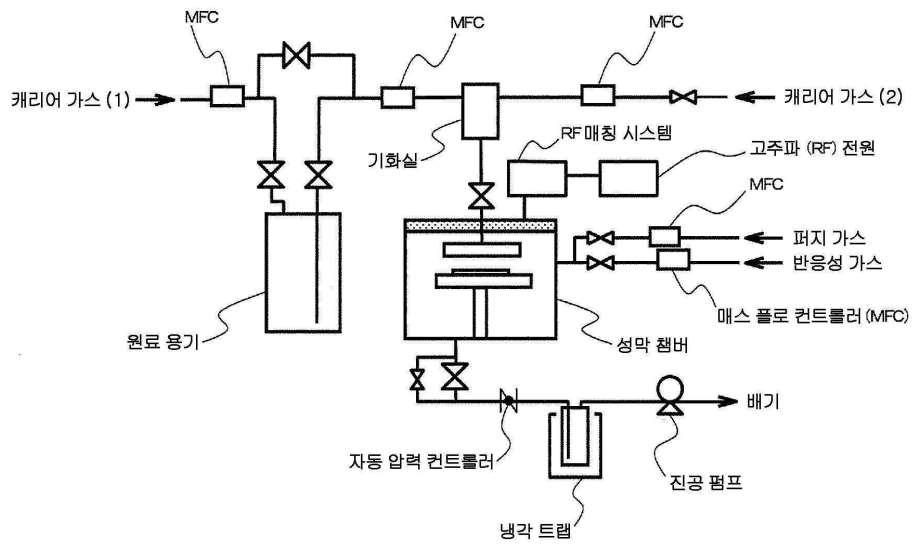 MFC
MFC
MFC
캐리어 가스 (1)
캐리어 가스 (2)
기화실
RF 매칭 시스템
고주파 (RF) 전원
MFC
퍼지 가스
반응성 가스
매스 플로 컨트롤러 (MFC)
원료 용기
성막 챔버
배기
자동 압력 컨트롤러
진공 펌프
냉각 트랩